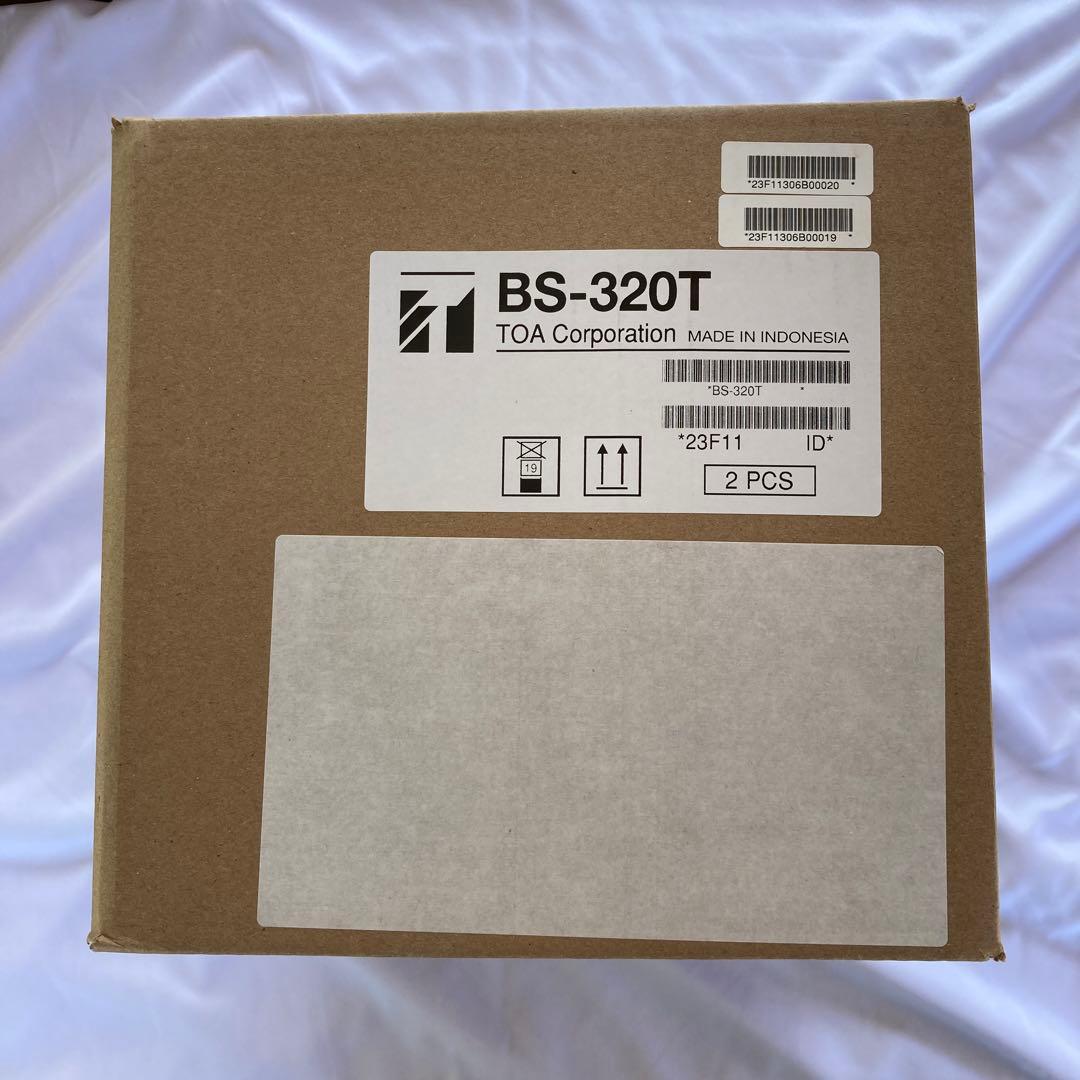 *23F11306B00020 *
*23F11306B00019 *
BS-320T
TOA Corporation MADE IN INDONESIA
*BS-320T *
*23F11 ID*
19
2 PCS